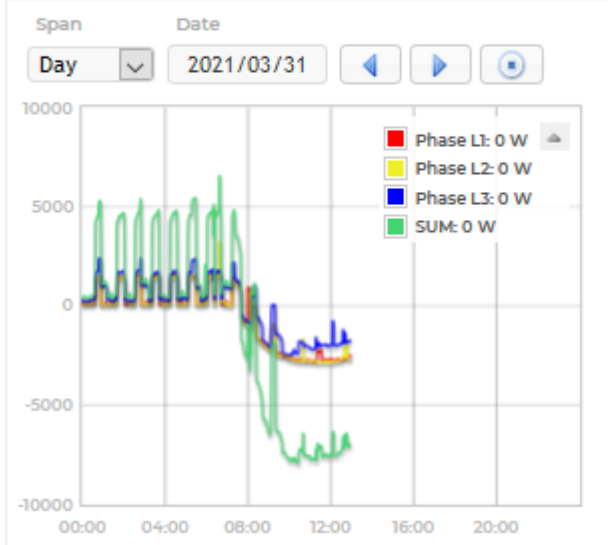 Span Date
Day 2021/03/31
10000
Phase L1: 0 W
Phase L2: 0 W
5000
Phase L3: 0 W
SUM: 0 W
0
-5000
-10000
00:00 04:00 08:00 12:00 16:00 20:00